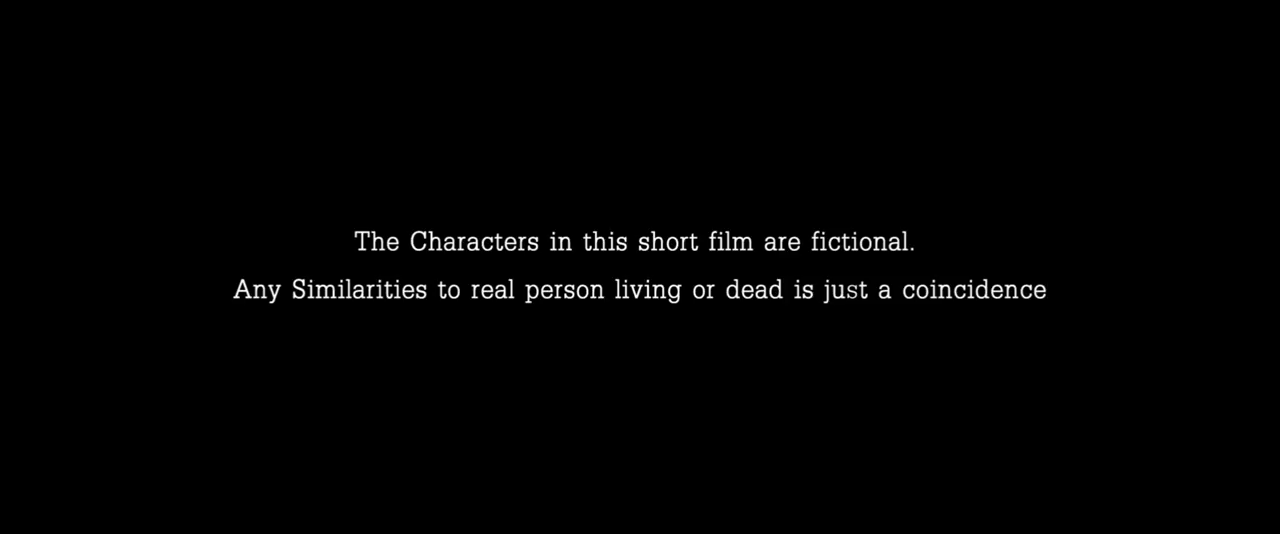 The Characters in this short film are fictional.
Any Similarities to real person living or dead is just a coincidence